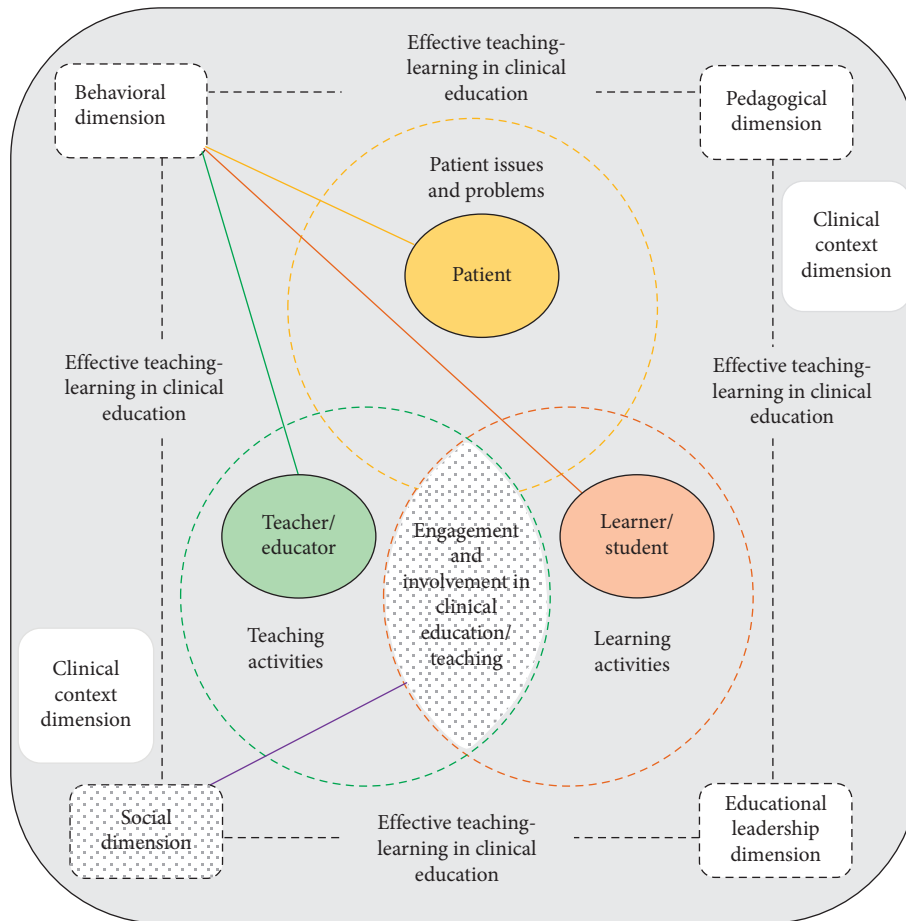 Effective teaching-
learning in clinical
education
Behavioral
dimension
Pedagogical
dimension
Patient issues
and problems
Clinical
context
dimension
Patient
Effective teaching-
learning in clinical
education
Effective teaching-
learning in clinical
education
Teacher/
educator
Engagement
and
involvement in
clinical
education/
teaching
Learner/
student
Teaching
activities
Learning
activities
Clinical
context
dimension
Social
dimension
Effective teaching-
learning in clinical
education
Educational
leadership
dimension